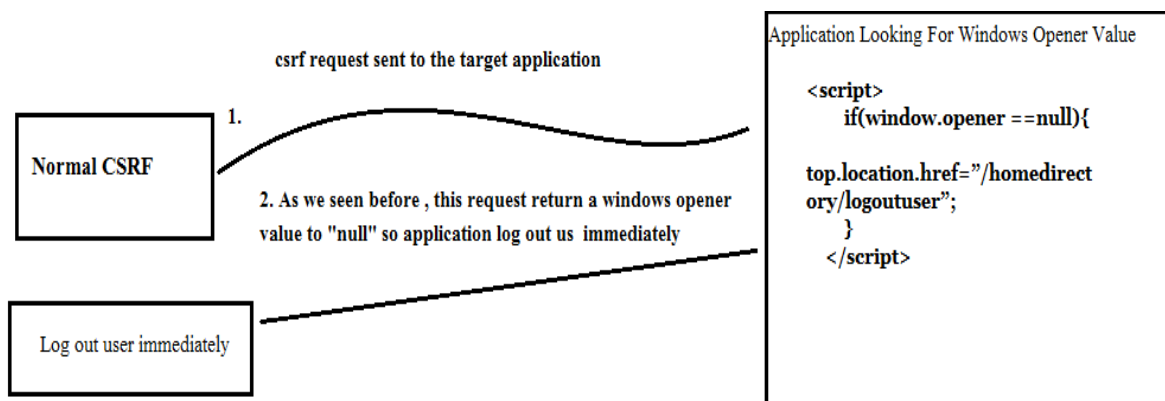 Application Looking For Windows Opener Value
csrf request sent to the target application
1.
Normal CSRF
2. As we seen before , this request return a windows opener
value to "null" so application log out us immediately
Log out user immediately
<script>
if(window.opener ==null){
top.location.href=”/homedirect
ory/logoutuser”;
}
</script>